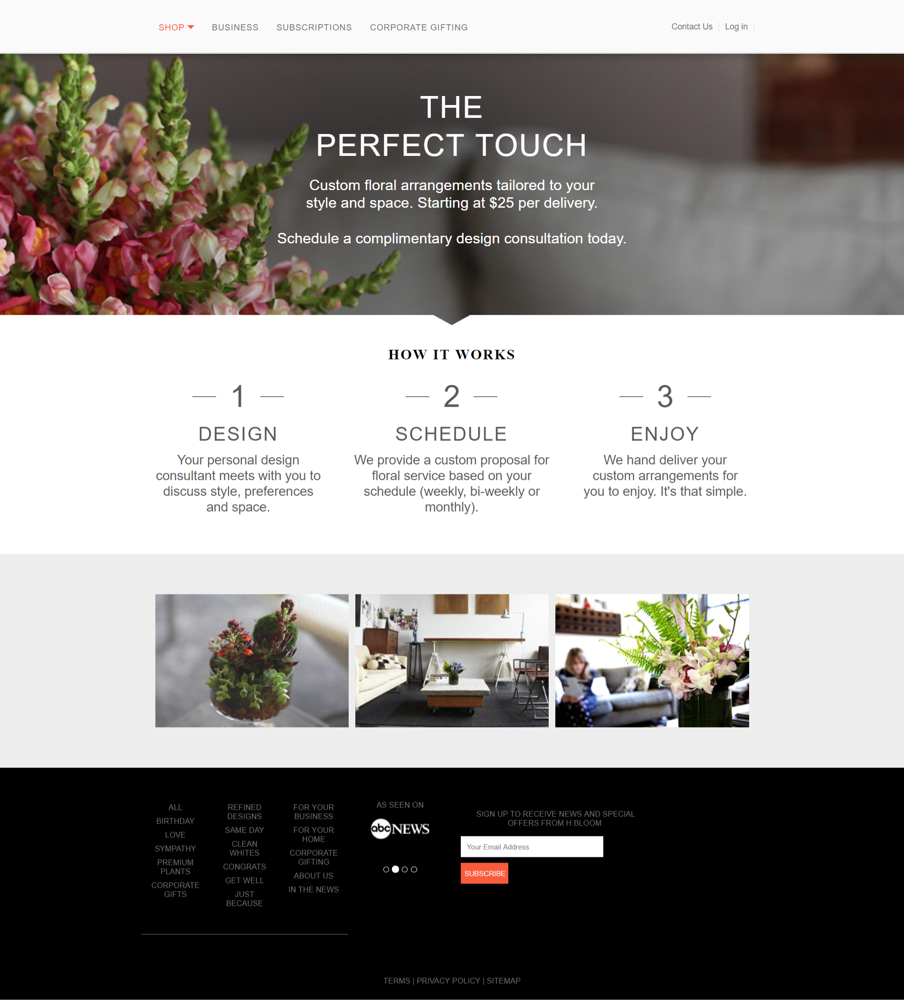 SHOP BUSINESS SUBSCRIPTIONS CORPORATE GIFTING Contact Us Log in
THE
PERFECT TOUCH
Custom floral arrangements tailored to your
style and space. Starting at $25 per delivery.
Schedule a complimentary design consultation today.
HOW IT WORKS
1
DESIGN
Your personal design
consultant meets with you to
discuss style, preferences
and space.
2
SCHEDULE
We provide a custom proposal for
floral service based on your
schedule (weekly, bi-weekly or
monthly).
3
ENJOY
We hand deliver your
custom arrangements for
you to enjoy. It's that simple.
ALL
BIRTHDAY
LOVE
SYMPATHY
PREMIUM
PLANTS
CORPORATE
GIFTS
REFINED
DESIGNS
SAME DAY
CLEAN
WHITES
CONGRATS
GET WELL
JUST
BECAUSE
FOR YOUR
BUSINESS
FOR YOUR
HOME
CORPORATE
GIFTING
ABOUT US
IN THE NEWS
AS SEEN ON
abc NEWS
SIGN UP TO RECEIVE NEWS AND SPECIAL
OFFERS FROM H.BLOOM.
Your Email Address
SUBSCRIBE
TERMS | PRIVACY POLICY | SITEMAP